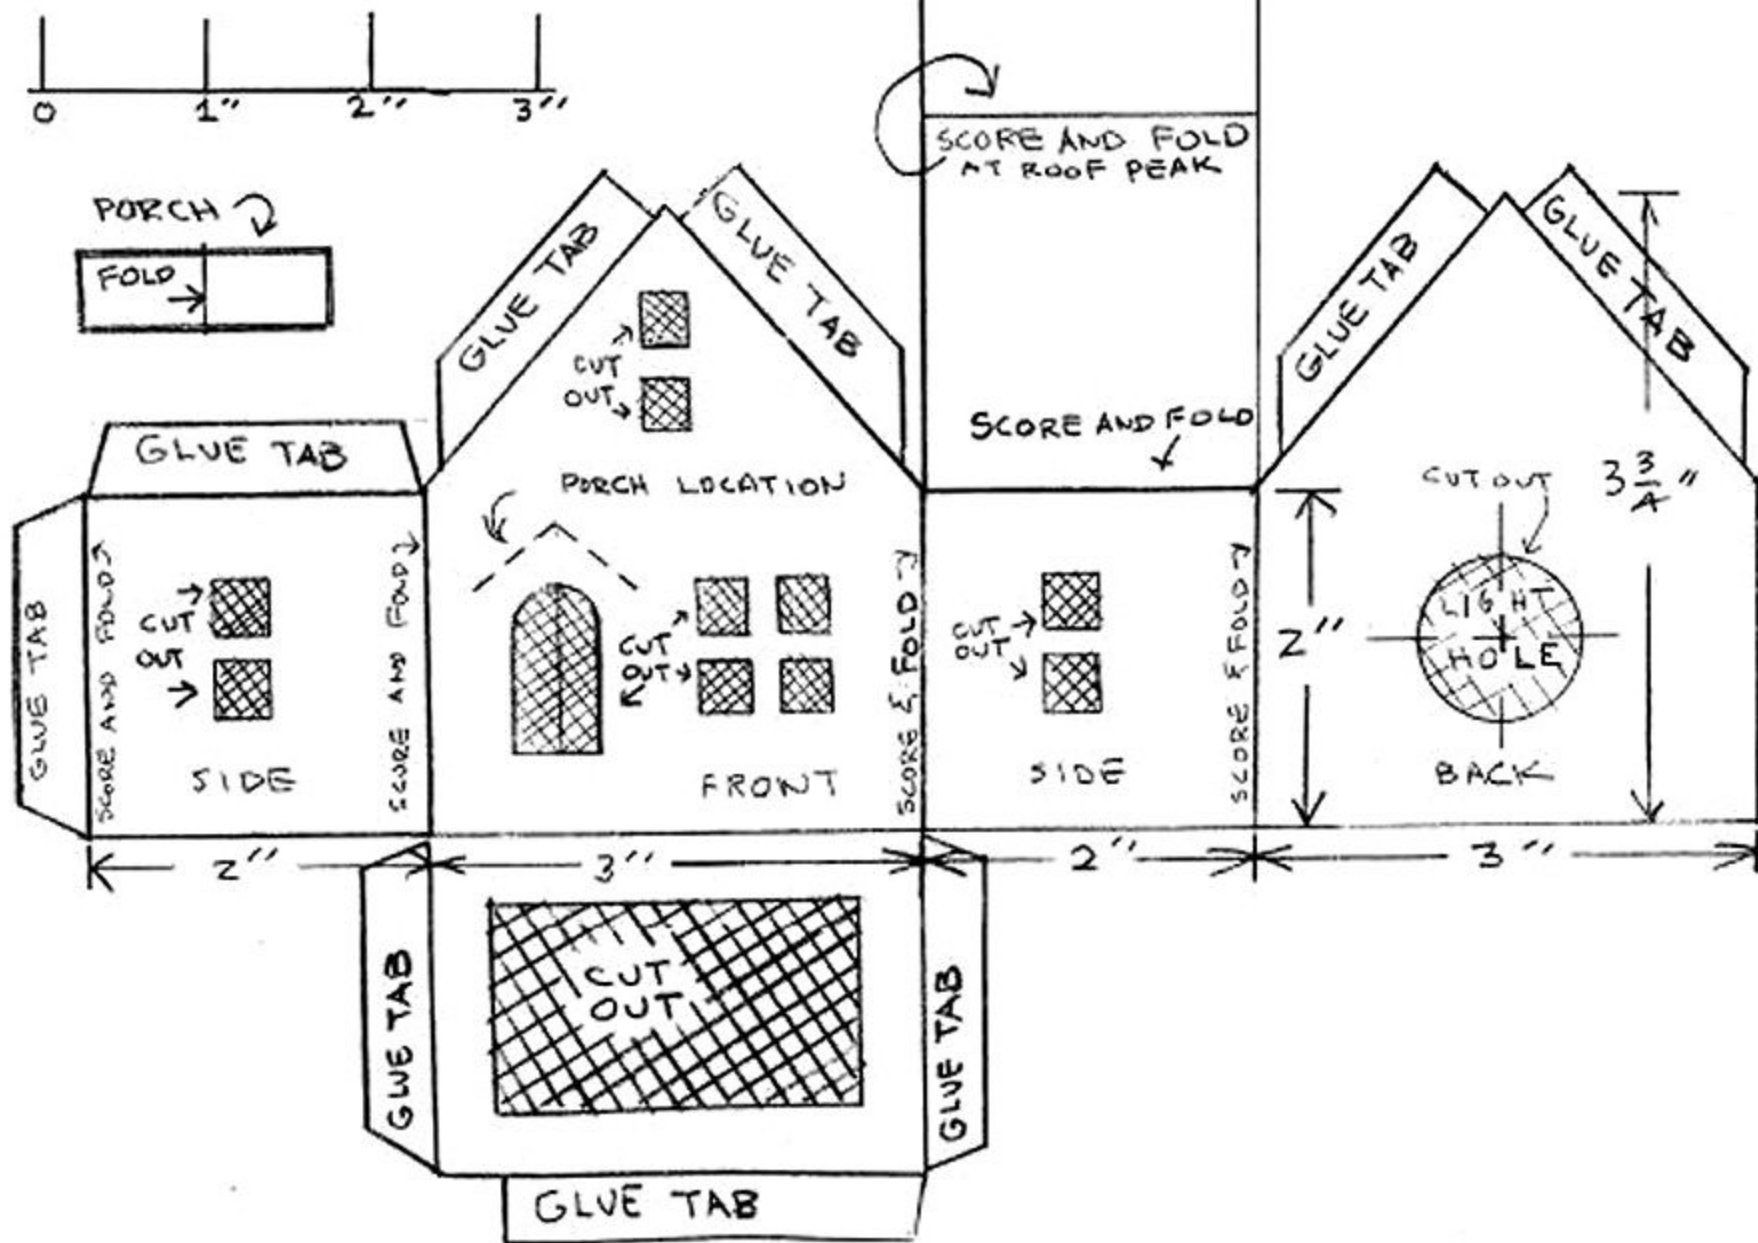 0 1" 2" 3"
SCORE AND FOLD
AT ROOF PEAK
PORCH
FOLD
GLUE TAB
GLUE TAB
GLUE TAB
GLUE TAB
CUT
OUT
GLUE TAB
SCORE AND FOLD
PORCH LOCATION
CUT OUT
3 3/4"
GLUE TAB
SCORE AND FOLD
CUT
OUT
SCORE AND FOLD
SIDE
CUT
OUT
FRONT
SCORE & FOLD
CUT
OUT
SIDE
SCORE & FOLD
2"
LIGHT
HOLE
BACK
2" 3" 2" 3"
GLUE TAB
CUT
OUT
GLUE TAB
GLUE TAB